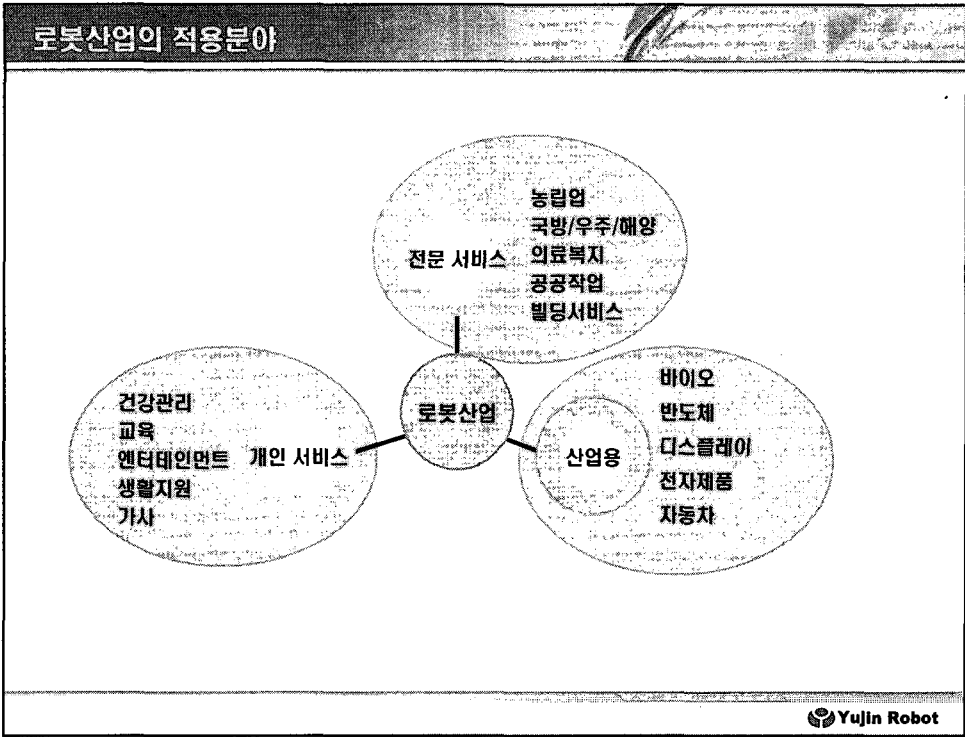 로봇산업의 적용분야
전문 서비스
농림업
국방/우주/해양
의료복지
공공작업
빌딩서비스
로봇산업
건강관리
교육
엔터테인먼트
생활지원
가사
개인 서비스
산업용
바이오
반도체
디스플레이
전자제품
자동차
Yujin Robot